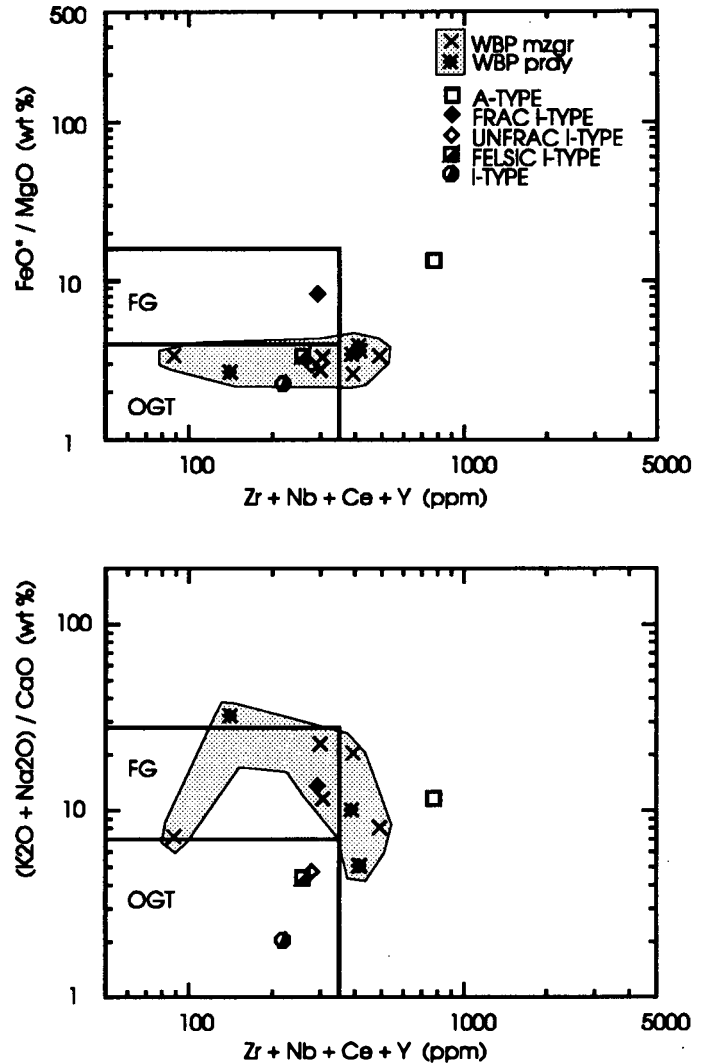 500
WBP mzgr
WBP prdy
A-TYPE
FRAC I-TYPE
UNFRAC I-TYPE
FELSIC I-TYPE
I-TYPE
100
FeO* / MgO (wt %)
10
FG
OGT
1
100
1000
5000
Zr + Nb + Ce + Y (ppm)
100
(K2O + Na2O) / CaO (wt %)
FG
10
OGT
1
100
1000
5000
Zr + Nb + Ce + Y (ppm)